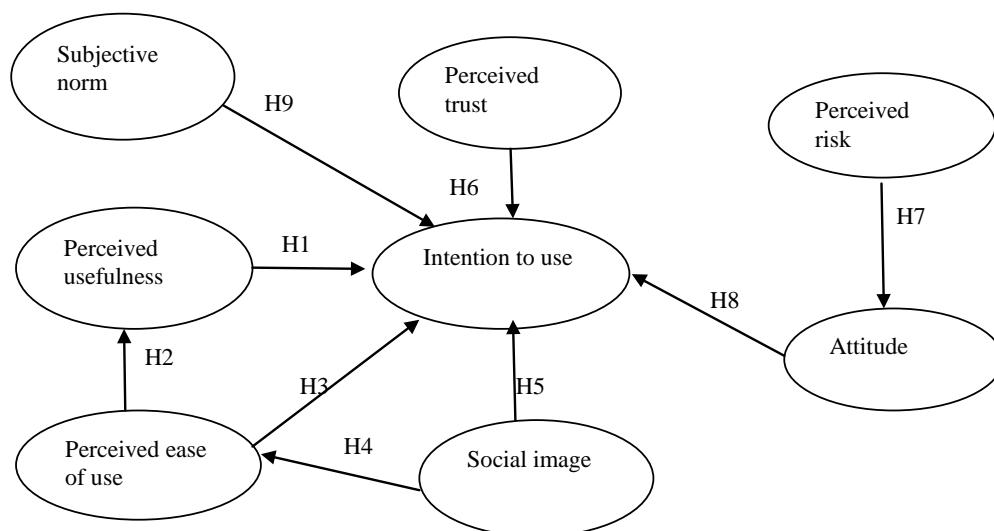 Subjective
norm
H9
Perceived
trust
Perceived
risk
H6
H7
Perceived
usefulness
H1
Intention to use
H8
Attitude
H2
H3
H5
Perceived ease
of use
H4
Social image